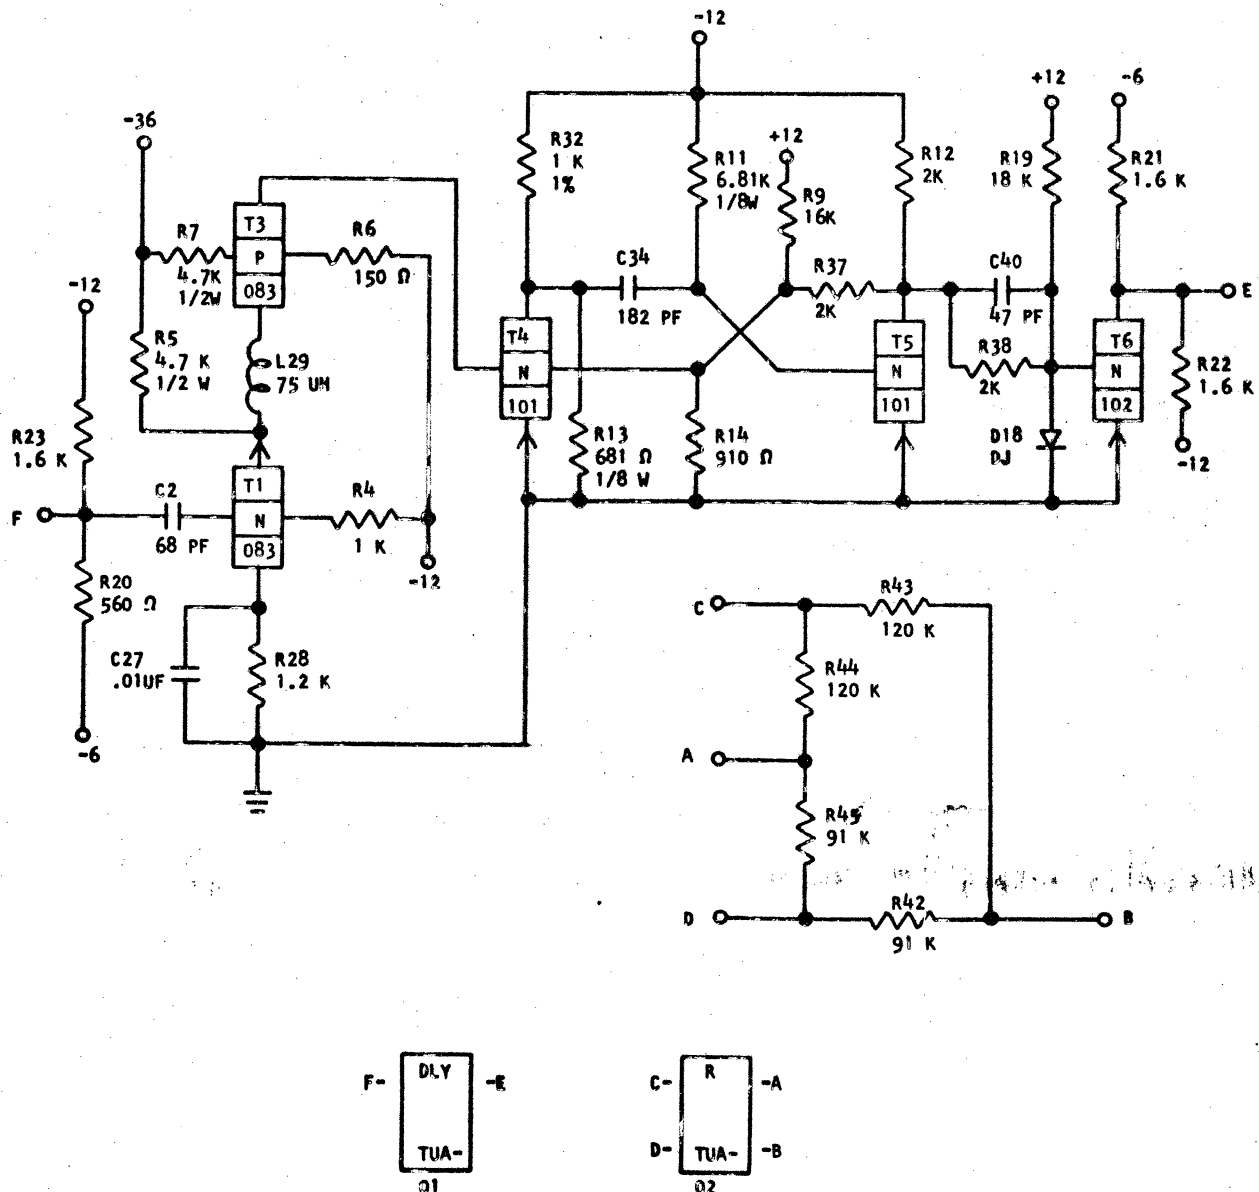 -12
-36
+12
-6
R32
1 K
1%
R11
6.81K
1/8W
+12
R9
16K
R12
2K
R19
18 K
R21
1.6 K
T3
P
083
R7
4.7K
1/2W
R6
150 Ω
-12
C34
182 PF
R37
2K
C40
47 PF
E
R5
4.7 K
1/2 W
L29
75 UH
T4
N
101
T5
N
101
R38
2K
T6
N
102
R22
1.6 K
-12
R23
1.6 K
R13
681 Ω
1/8 W
R14
910 Ω
D18
DJ
F
C2
68 PF
T1
N
083
R4
1 K
-12
R20
560 Ω
-6
C27
.01UF
R28
1.2 K
C
R43
120 K
R44
120 K
A
R45
91 K
D
R42
91 K
B
F-
DLY
-E
TUA-
01
C-
R
-A
D-
TUA-
-B
02